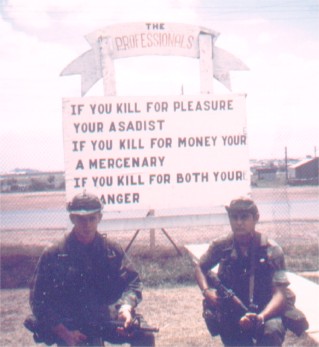 THE
PROFESSIONALS
IF YOU KILL FOR PLEASURE
YOUR ASADIST
IF YOU KILL FOR MONEY YOUR
A MERCENARY
IF YOU KILL FOR BOTH YOUR
ANGER